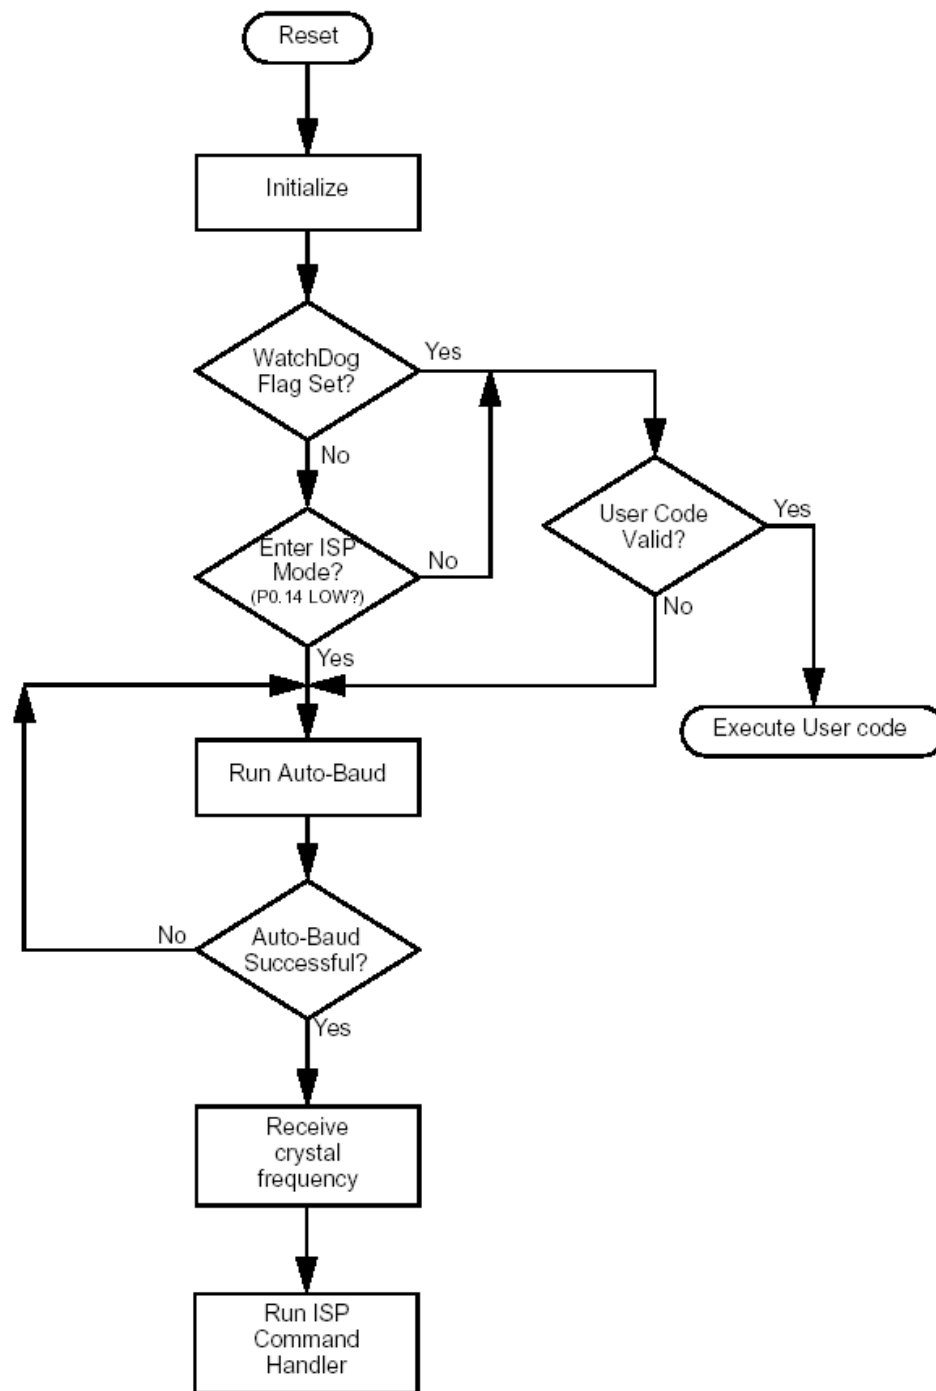 Reset
Initialize
WatchDog
Flag Set?
Yes
No
Enter ISP
Mode?
(P0.14 LOW?)
No
Yes
User Code
Valid?
Yes
No
Execute User code
Run Auto-Baud
Auto-Baud
Successful?
No
Yes
Receive
crystal
frequency
Run ISP
Command
Handler